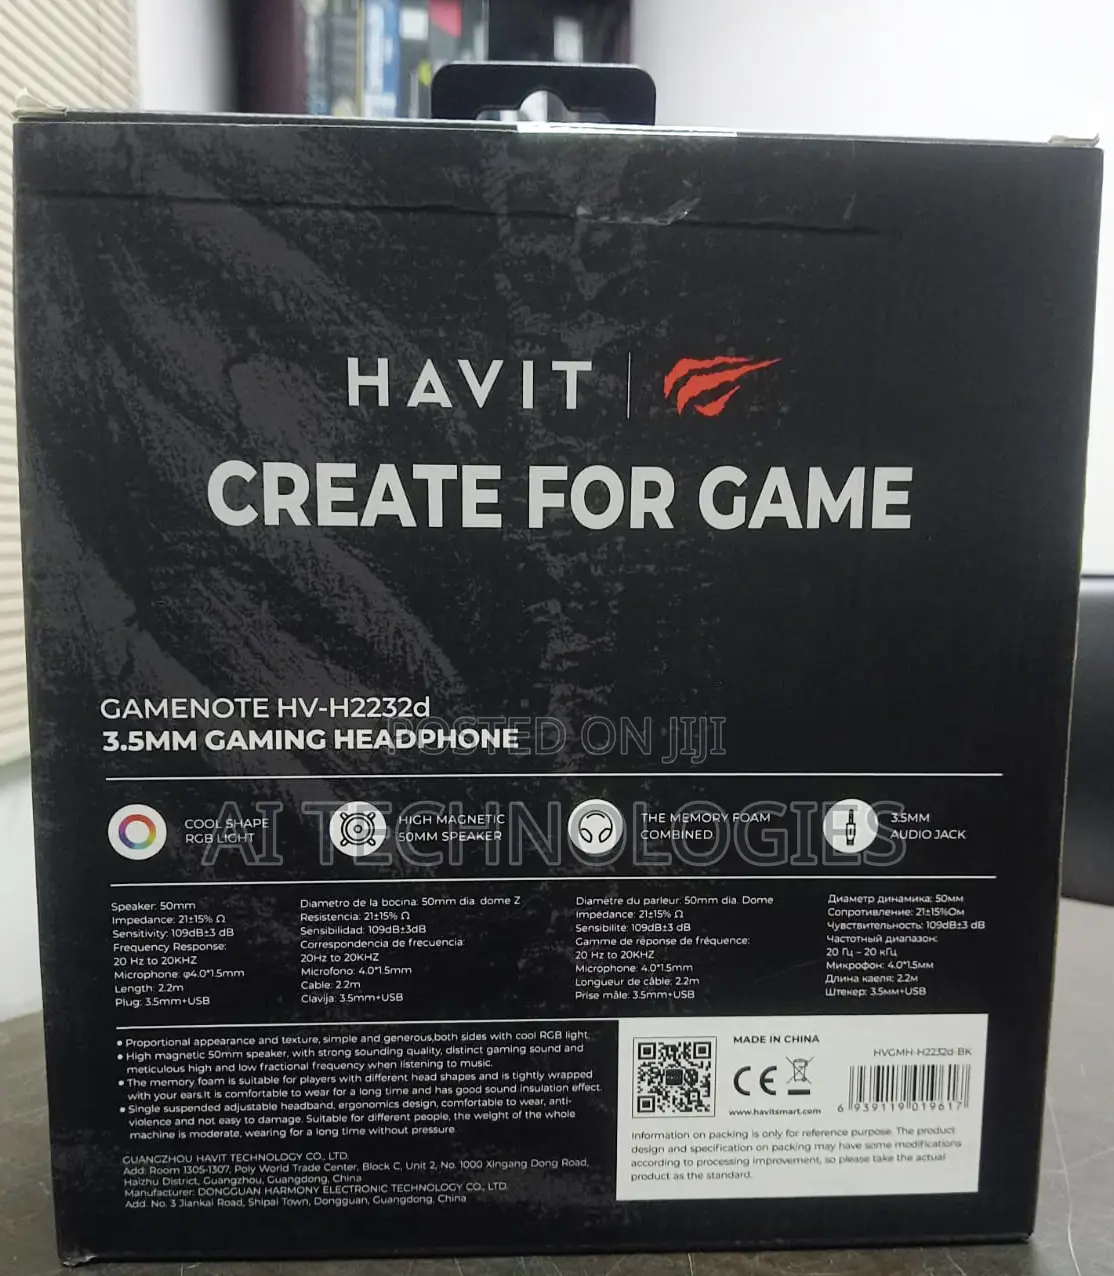 HAVIT
CREATE FOR GAME
GAMENOTE HV-H2232d
3.5MM GAMING HEADPHONE
POSTED ON JIJI
AI TECHNOLOGIES
COOL SHAPE
RGB LIGHT
HIGH MAGNETIC
50MM SPEAKER
THE MEMORY FOAM
COMBINED
3.5MM
AUDIO JACK
Speaker: 50mm
Impedance: 21±15% Ω
Sensitivity: 109dB±3 dB
Frequency Response:
20 Hz to 20KHZ
Microphone: φ4.0*1.5mm
Length: 2.2m
Plug: 3.5mm+USB
Diametro de la bocina: 50mm dia. dome Z
Resistencia: 21±15% Ω
Sensibilidad: 109dB±3dB
Correspondencia de frecuencia:
20Hz to 20KHZ
Microfono: 4.0*1.5mm
Cable: 2.2m
Clavija: 3.5mm+USB
Diamètre du parleur: 50mm dia. Dome
Impedance: 21±15% Ω
Sensibilité: 109dB±3 dB
Gamme de réponse de fréquence:
20 Hz to 20KHZ
Microphone: 4.0*1.5mm
Longueur de câble: 2.2m
Prise mâle: 3.5mm+USB
Диаметр динамика: 50мм
Сопротивление: 21±15%Ом
Чувствительность: 109dB±3 dB
Частотный диапазон:
20 Гц – 20 кГц
Микрофон: 4.0*1.5мм
Длина каеля: 2.2м
Штекер: 3.5мм+USB
• Proportional appearance and texture, simple and generous,both sides with cool RGB light.
• High magnetic 50mm speaker, with strong sounding quality, distinct gaming sound and
meticulous high and low fractional frequency when listening to music.
• The memory foam is suitable for players with different head shapes and is tightly wrapped
with your ears.It is comfortable to wear for a long time and has good sound insulation effect.
• Single suspended adjustable headband, ergonomics design, comfortable to wear, anti-
violence and not easy to damage. Suitable for different people, the weight of the whole
machine is moderate, wearing for a long time without pressure.
GUANGZHOU HAVIT TECHNOLOGY CO., LTD.
Add: Room 1305-1307, Poly World Trade Center, Block C, Unit 2, No. 1000 Xingang Dong Road,
Haizhu District, Guangzhou, Guangdong, China
Manufacturer: DONGGUAN HARMONY ELECTRONIC TECHNOLOGY CO., LTD.
Add: No. 3 Jiankai Road, Shipai Town, Dongguan, Guangdong, China
MADE IN CHINA
HVGMH-H2232d-BK
CE
www.havitsmart.com
6 939119 019617
Information on packing is only for reference purpose. The product
design and specification on packing may have some modifications
according to processing improvement, so please take the actual
product as the standard.